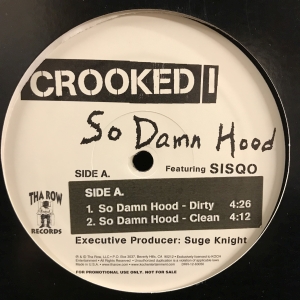 CROOKED I
So Damn Hood
Featuring SISQO
SIDE A.
SIDE A.
1. So Damn Hood - Dirty 4:26
2. So Damn Hood - Clean 4:12
THA ROW
RECORDS
Executive Producer: Suge Knight
FOR PROMOTIONAL USE ONLY. NOT FOR SALE